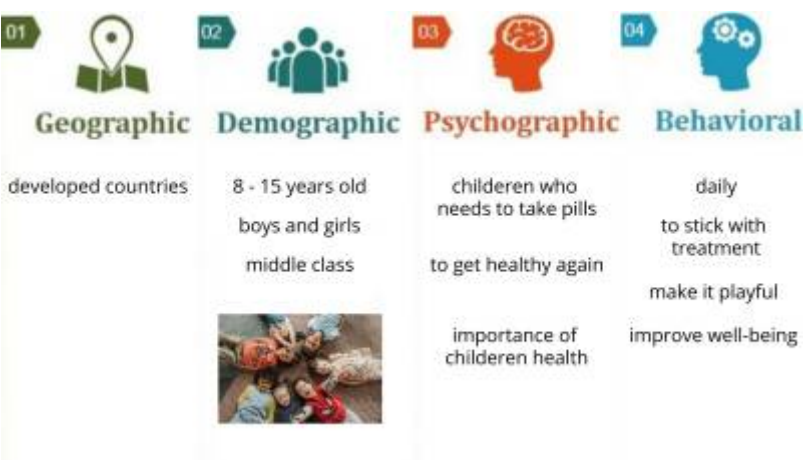 01
Geographic
developed countries
02
Demographic
8 - 15 years old
boys and girls
middle class
03
Psychographic
childeren who
needs to take pills
to get healthy again
importance of
childeren health
04
Behavioral
daily
to stick with
treatment
make it playful
improve well-being